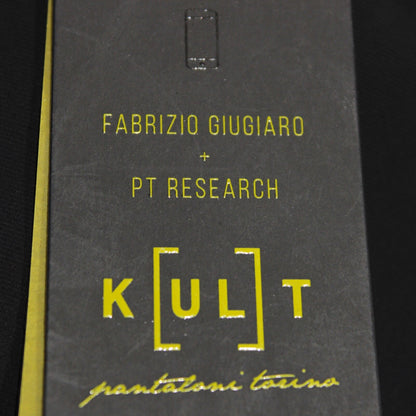 FABRIZIO GIUGIARO
+
PT RESEARCH
K[UL]T
pantaloni torino